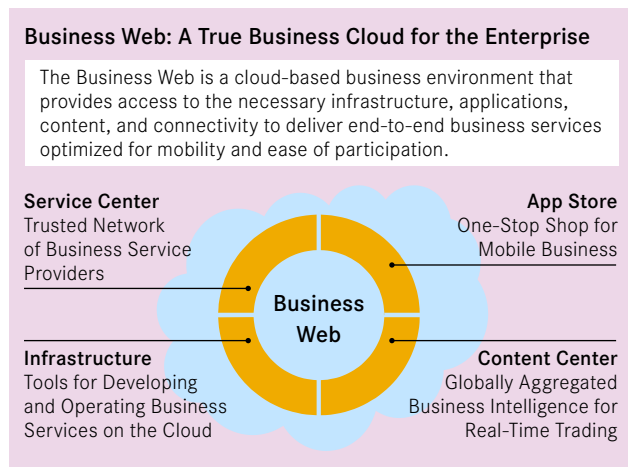 Business Web: A True Business Cloud for the Enterprise
The Business Web is a cloud-based business environment that
provides access to the necessary infrastructure, applications,
content, and connectivity to deliver end-to-end business services
optimized for mobility and ease of participation.
Service Center
Trusted Network
of Business Service
Providers
App Store
One-Stop Shop for
Mobile Business
Business
Web
Infrastructure
Tools for Developing
and Operating Business
Services on the Cloud
Content Center
Globally Aggregated
Business Intelligence for
Real-Time Trading